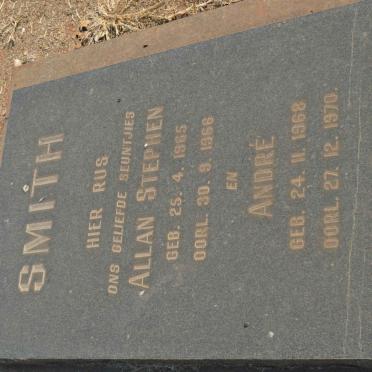 SMITH
HIER RUS
ONS GELIEFDE SEUNTJIES
ALLAN STEPHEN
GEB. 25. 4. 1965
OORL. 30. 9. 1966
EN
ANDRÉ
GEB. 24. 11. 1968
OORL. 27. 12. 1970.